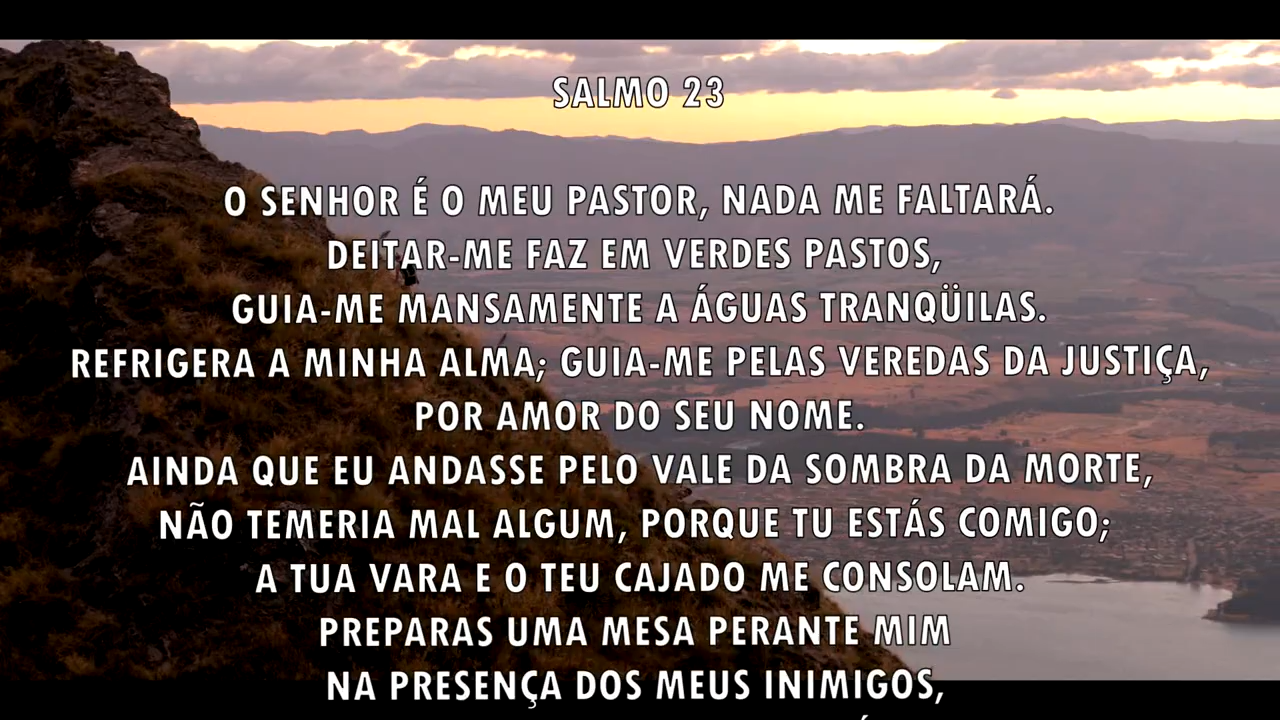 SALMO 23
O SENHOR É O MEU PASTOR, NADA ME FALTARÁ.
DEITAR-ME FAZ EM VERDES PASTOS,
GUIA-ME MANSAMENTE A ÁGUAS TRANQÜILAS.
REFRIGERA A MINHA ALMA; GUIA-ME PELAS VEREDAS DA JUSTIÇA,
POR AMOR DO SEU NOME.
AINDA QUE EU ANDASSE PELO VALE DA SOMBRA DA MORTE,
NÃO TEMERIA MAL ALGUM, PORQUE TU ESTÁS COMIGO;
A TUA VARA E O TEU CAJADO ME CONSOLAM.
PREPARAS UMA MESA PERANTE MIM
NA PRESENÇA DOS MEUS INIMIGOS,